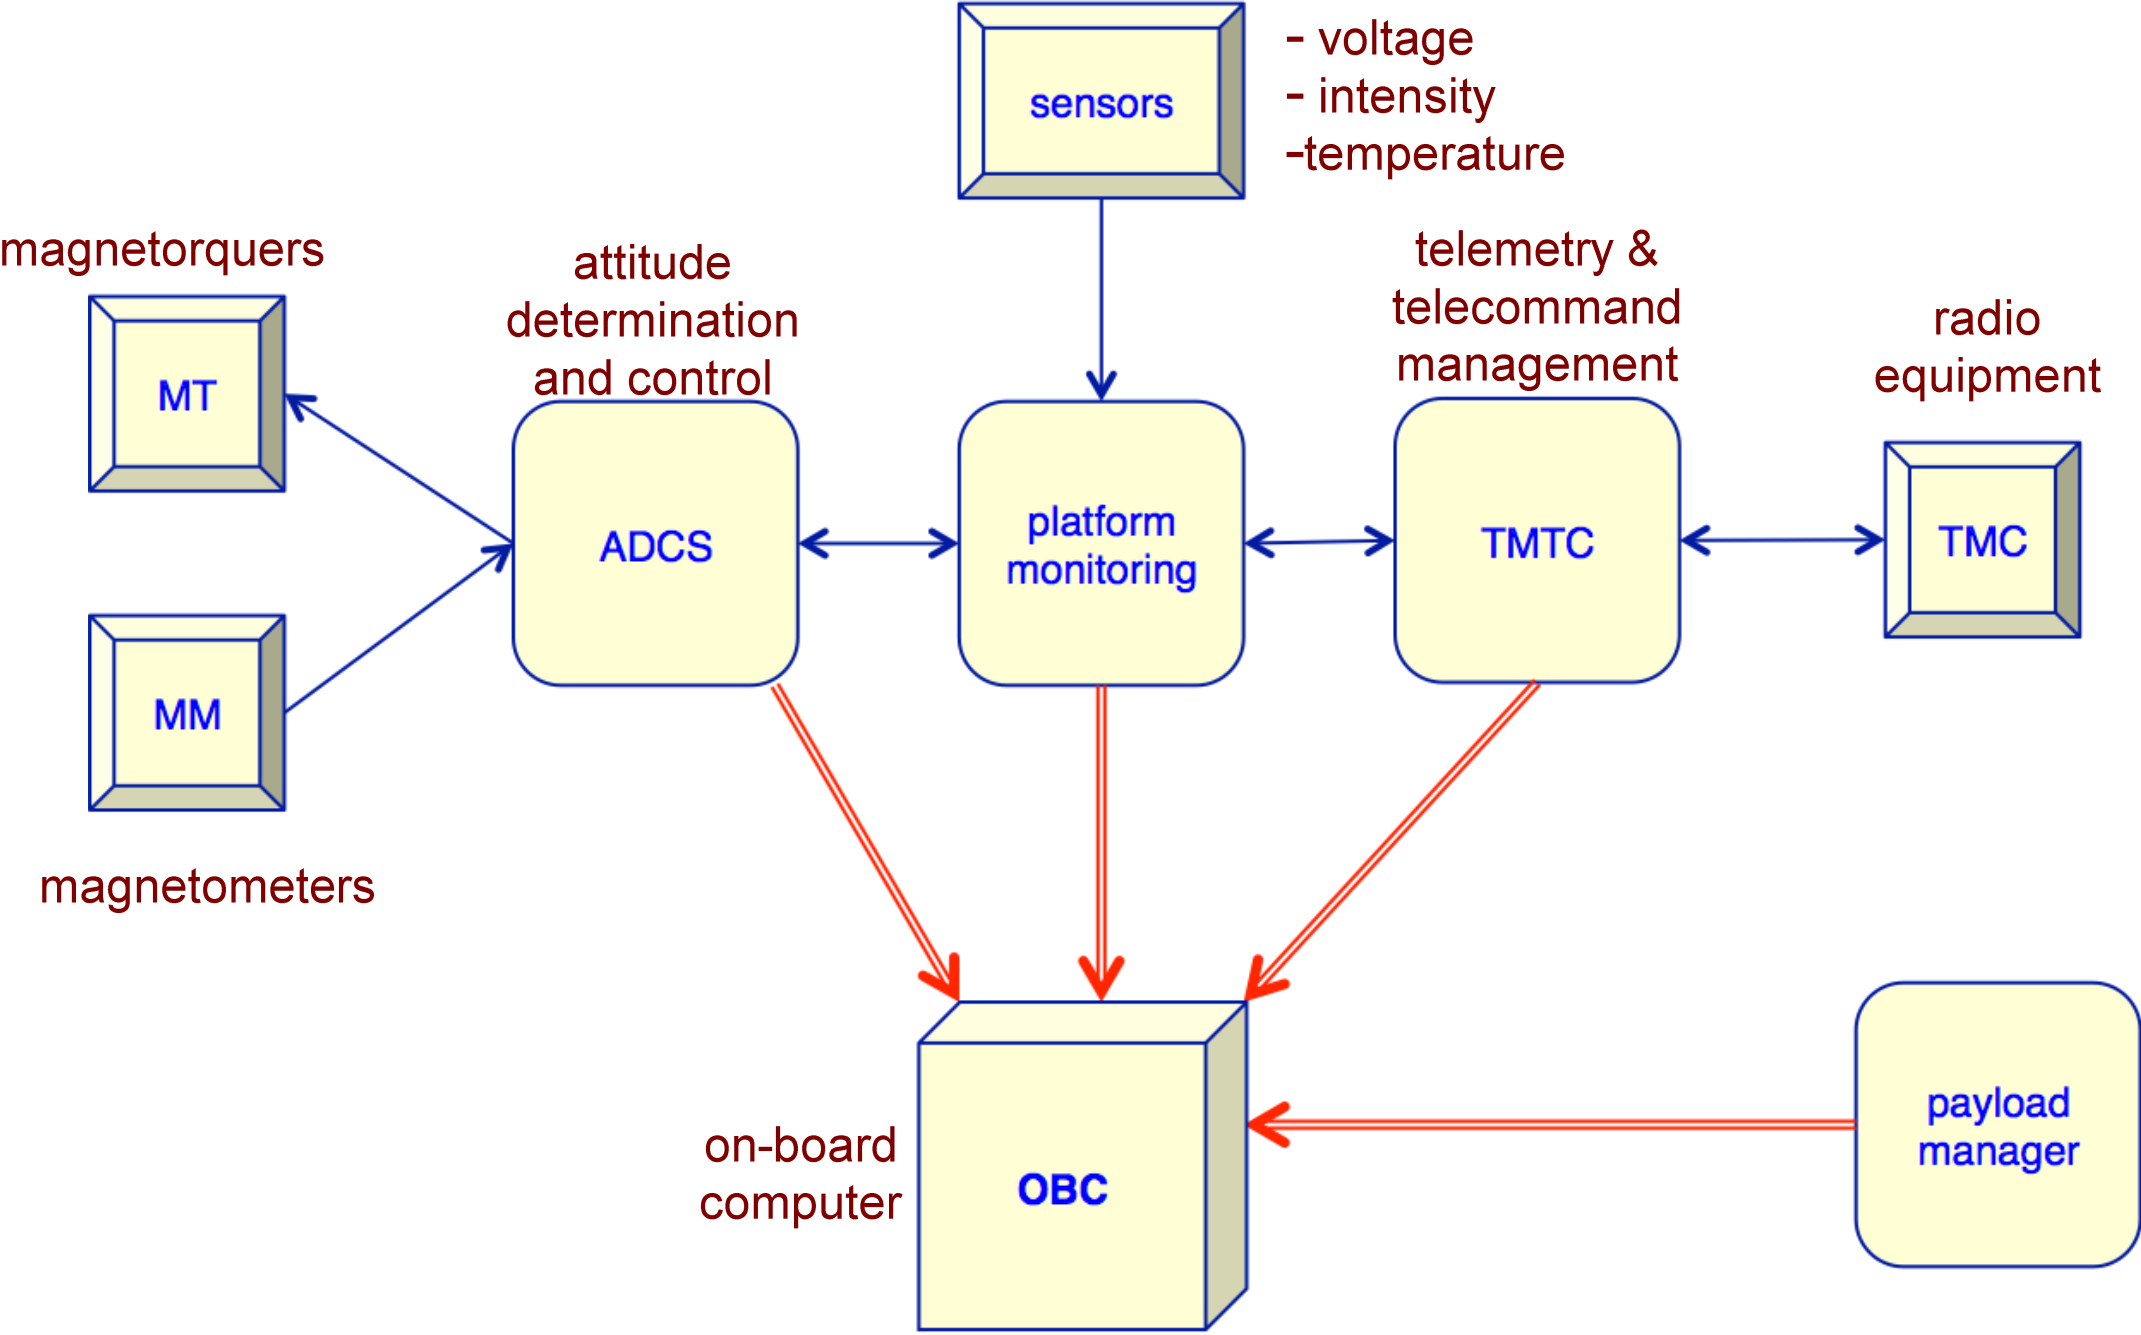 sensors
- voltage
- intensity
-temperature
magnetorquers
MT
attitude
determination
and control
ADCS
platform
monitoring
telemetry &
telecommand
management
TMTC
radio
equipment
TMC
MM
magnetometers
on-board
computer
OBC
payload
manager